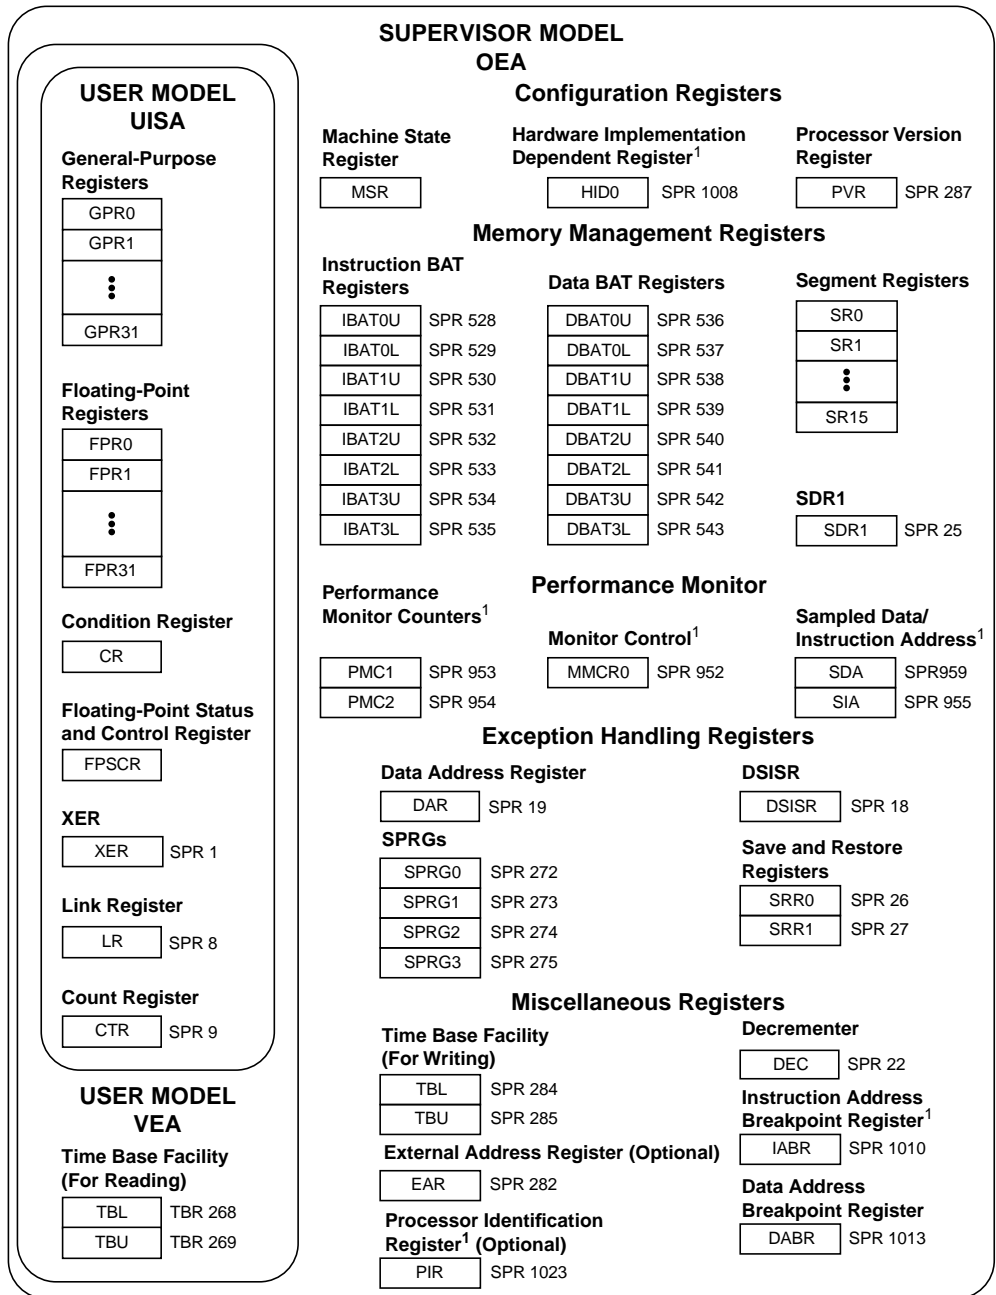 SUPERVISOR MODEL
OEA
USER MODEL
UISA
General-Purpose
Registers
GPR0
GPR1
GPR31
Floating-Point
Registers
FPR0
FPR1
FPR31
Condition Register
CR
Floating-Point Status
and Control Register
FPSCR
XER
XER SPR 1
Link Register
LR SPR 8
Count Register
CTR SPR 9
USER MODEL
VEA
Time Base Facility
(For Reading)
TBL TBR 268
TBU TBR 269
Configuration Registers
Machine State
Register
MSR
Hardware Implementation
Dependent Register1
HID0 SPR 1008
Processor Version
Register
PVR SPR 287
Memory Management Registers
Instruction BAT
Registers
IBAT0U SPR 528
IBAT0L SPR 529
IBAT1U SPR 530
IBAT1L SPR 531
IBAT2U SPR 532
IBAT2L SPR 533
IBAT3U SPR 534
IBAT3L SPR 535
Data BAT Registers
DBAT0U SPR 536
DBAT0L SPR 537
DBAT1U SPR 538
DBAT1L SPR 539
DBAT2U SPR 540
DBAT2L SPR 541
DBAT3U SPR 542
DBAT3L SPR 543
Segment Registers
SR0
SR1
SR15
SDR1
SDR1 SPR 25
Performance Monitor
Performance
Monitor Counters1
PMC1 SPR 953
PMC2 SPR 954
Monitor Control1
MMCR0 SPR 952
Sampled Data/
Instruction Address1
SDA SPR959
SIA SPR 955
Exception Handling Registers
Data Address Register
DAR SPR 19
SPRGs
SPRG0 SPR 272
SPRG1 SPR 273
SPRG2 SPR 274
SPRG3 SPR 275
DSISR
DSISR SPR 18
Save and Restore
Registers
SRR0 SPR 26
SRR1 SPR 27
Miscellaneous Registers
Time Base Facility
(For Writing)
TBL SPR 284
TBU SPR 285
External Address Register (Optional)
EAR SPR 282
Processor Identification
Register1 (Optional)
PIR SPR 1023
Decrementer
DEC SPR 22
Instruction Address
Breakpoint Register1
IABR SPR 1010
Data Address
Breakpoint Register
DABR SPR 1013